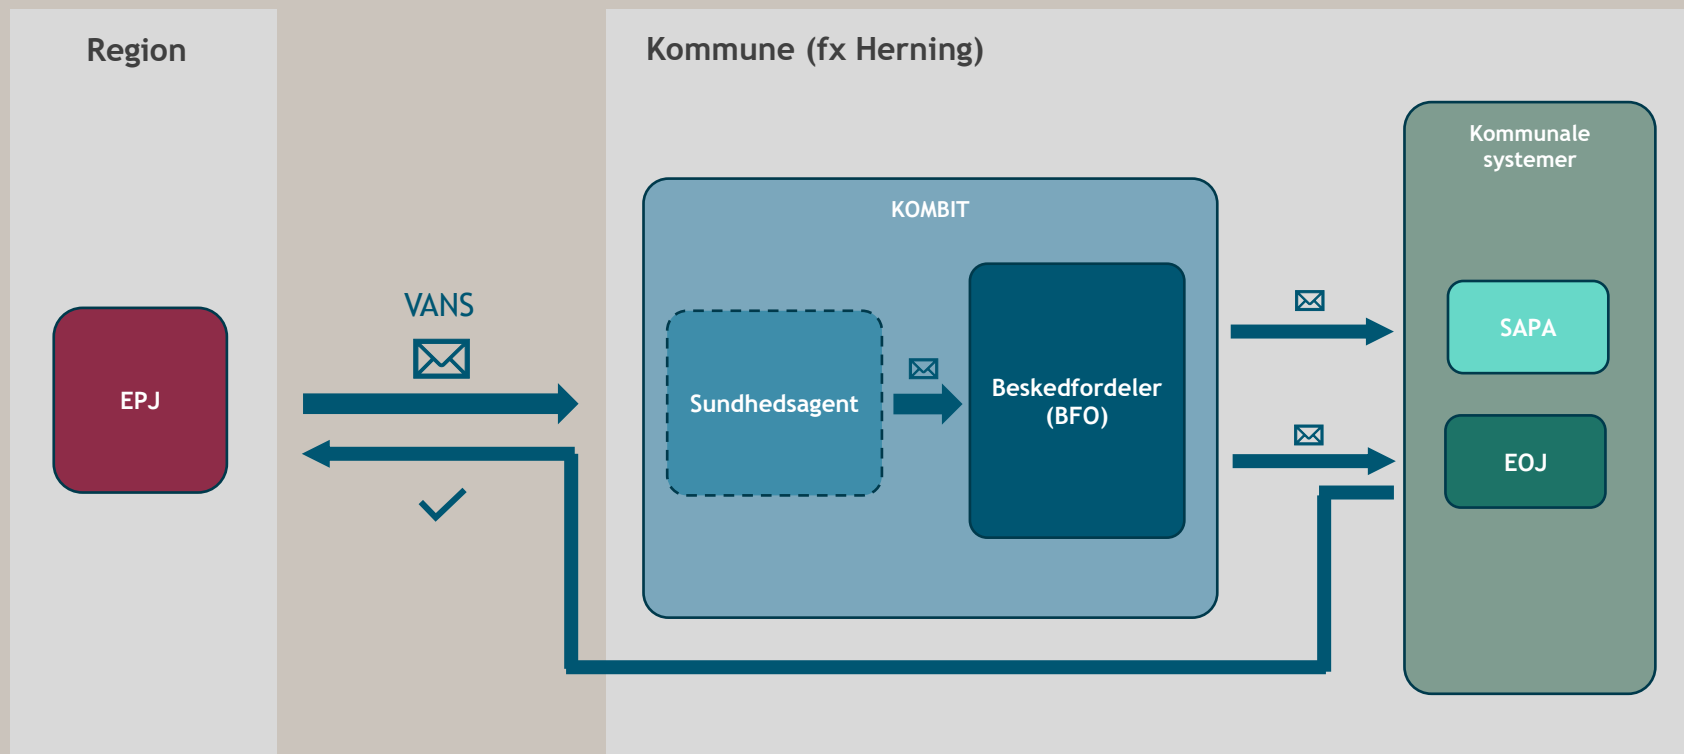 Region
Kommune (fx Herning)
Kommunale
systemer
KOMBIT
VANS
SAPA
EPJ
Sundhedsagent
Beskedfordeler
(BFO)
EOJ